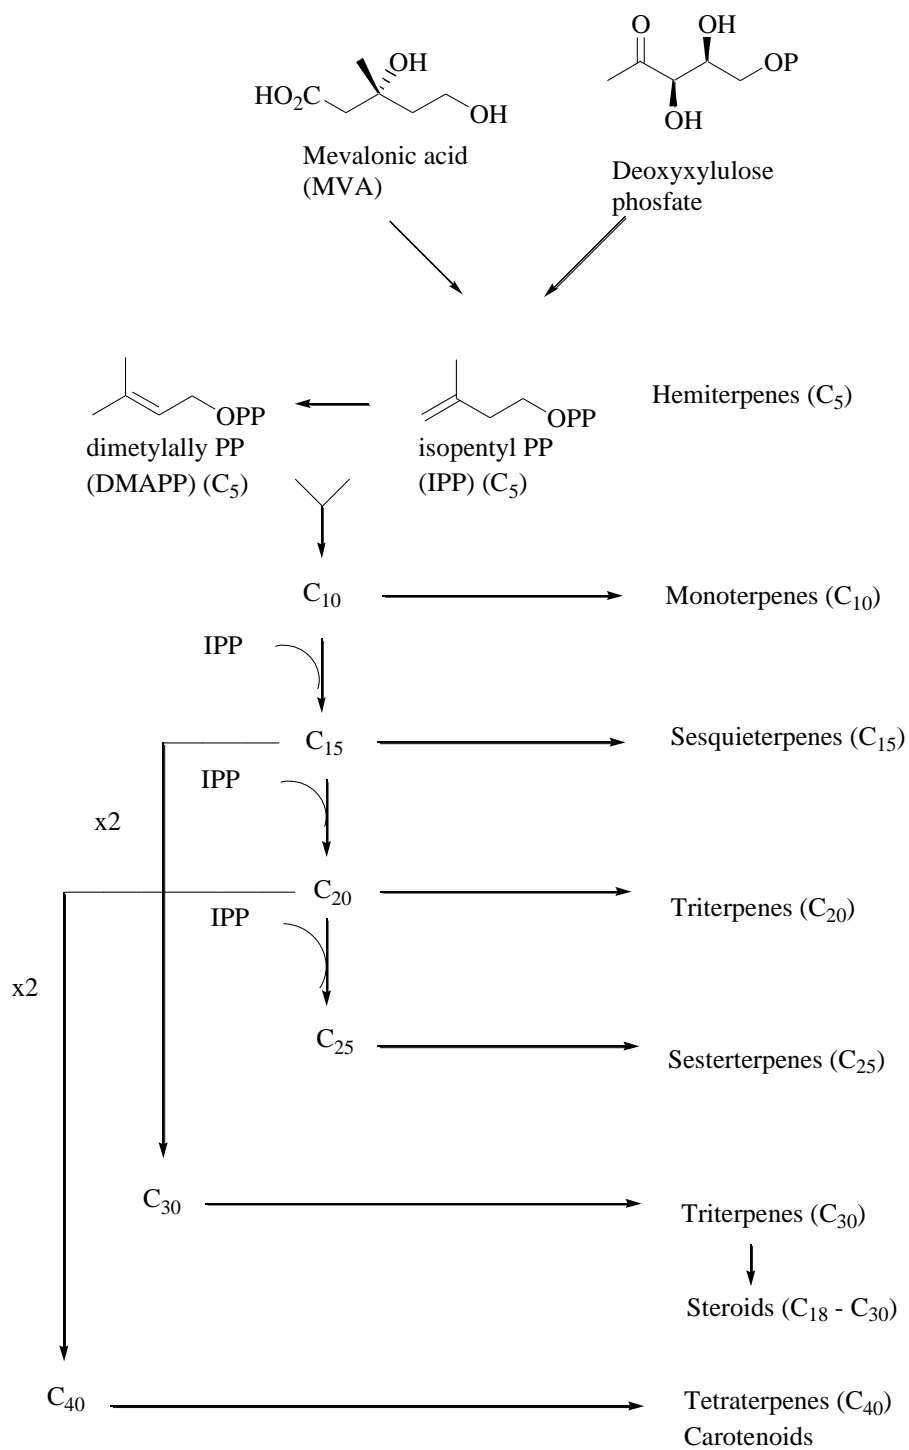 O
OH
OH
OP
HO₂C
OH
OH
Mevalonic acid
(MVA)
Deoxyxylulose
phosfate
OPP
OPP
Hemiterpenes (C₅)
dimetylally PP
(DMAPP) (C₅)
isopentyl PP
(IPP) (C₅)
C₁₀
Monoterpenes (C₁₀)
IPP
C₁₅
Sesquieterpenes (C₁₅)
IPP
x2
C₂₀
Triterpenes (C₂₀)
IPP
x2
C₂₅
Sesterterpenes (C₂₅)
C₃₀
Triterpenes (C₃₀)
Steroids (C₁₈ - C₃₀)
C₄₀
Tetraterpenes (C₄₀)
Carotenoids